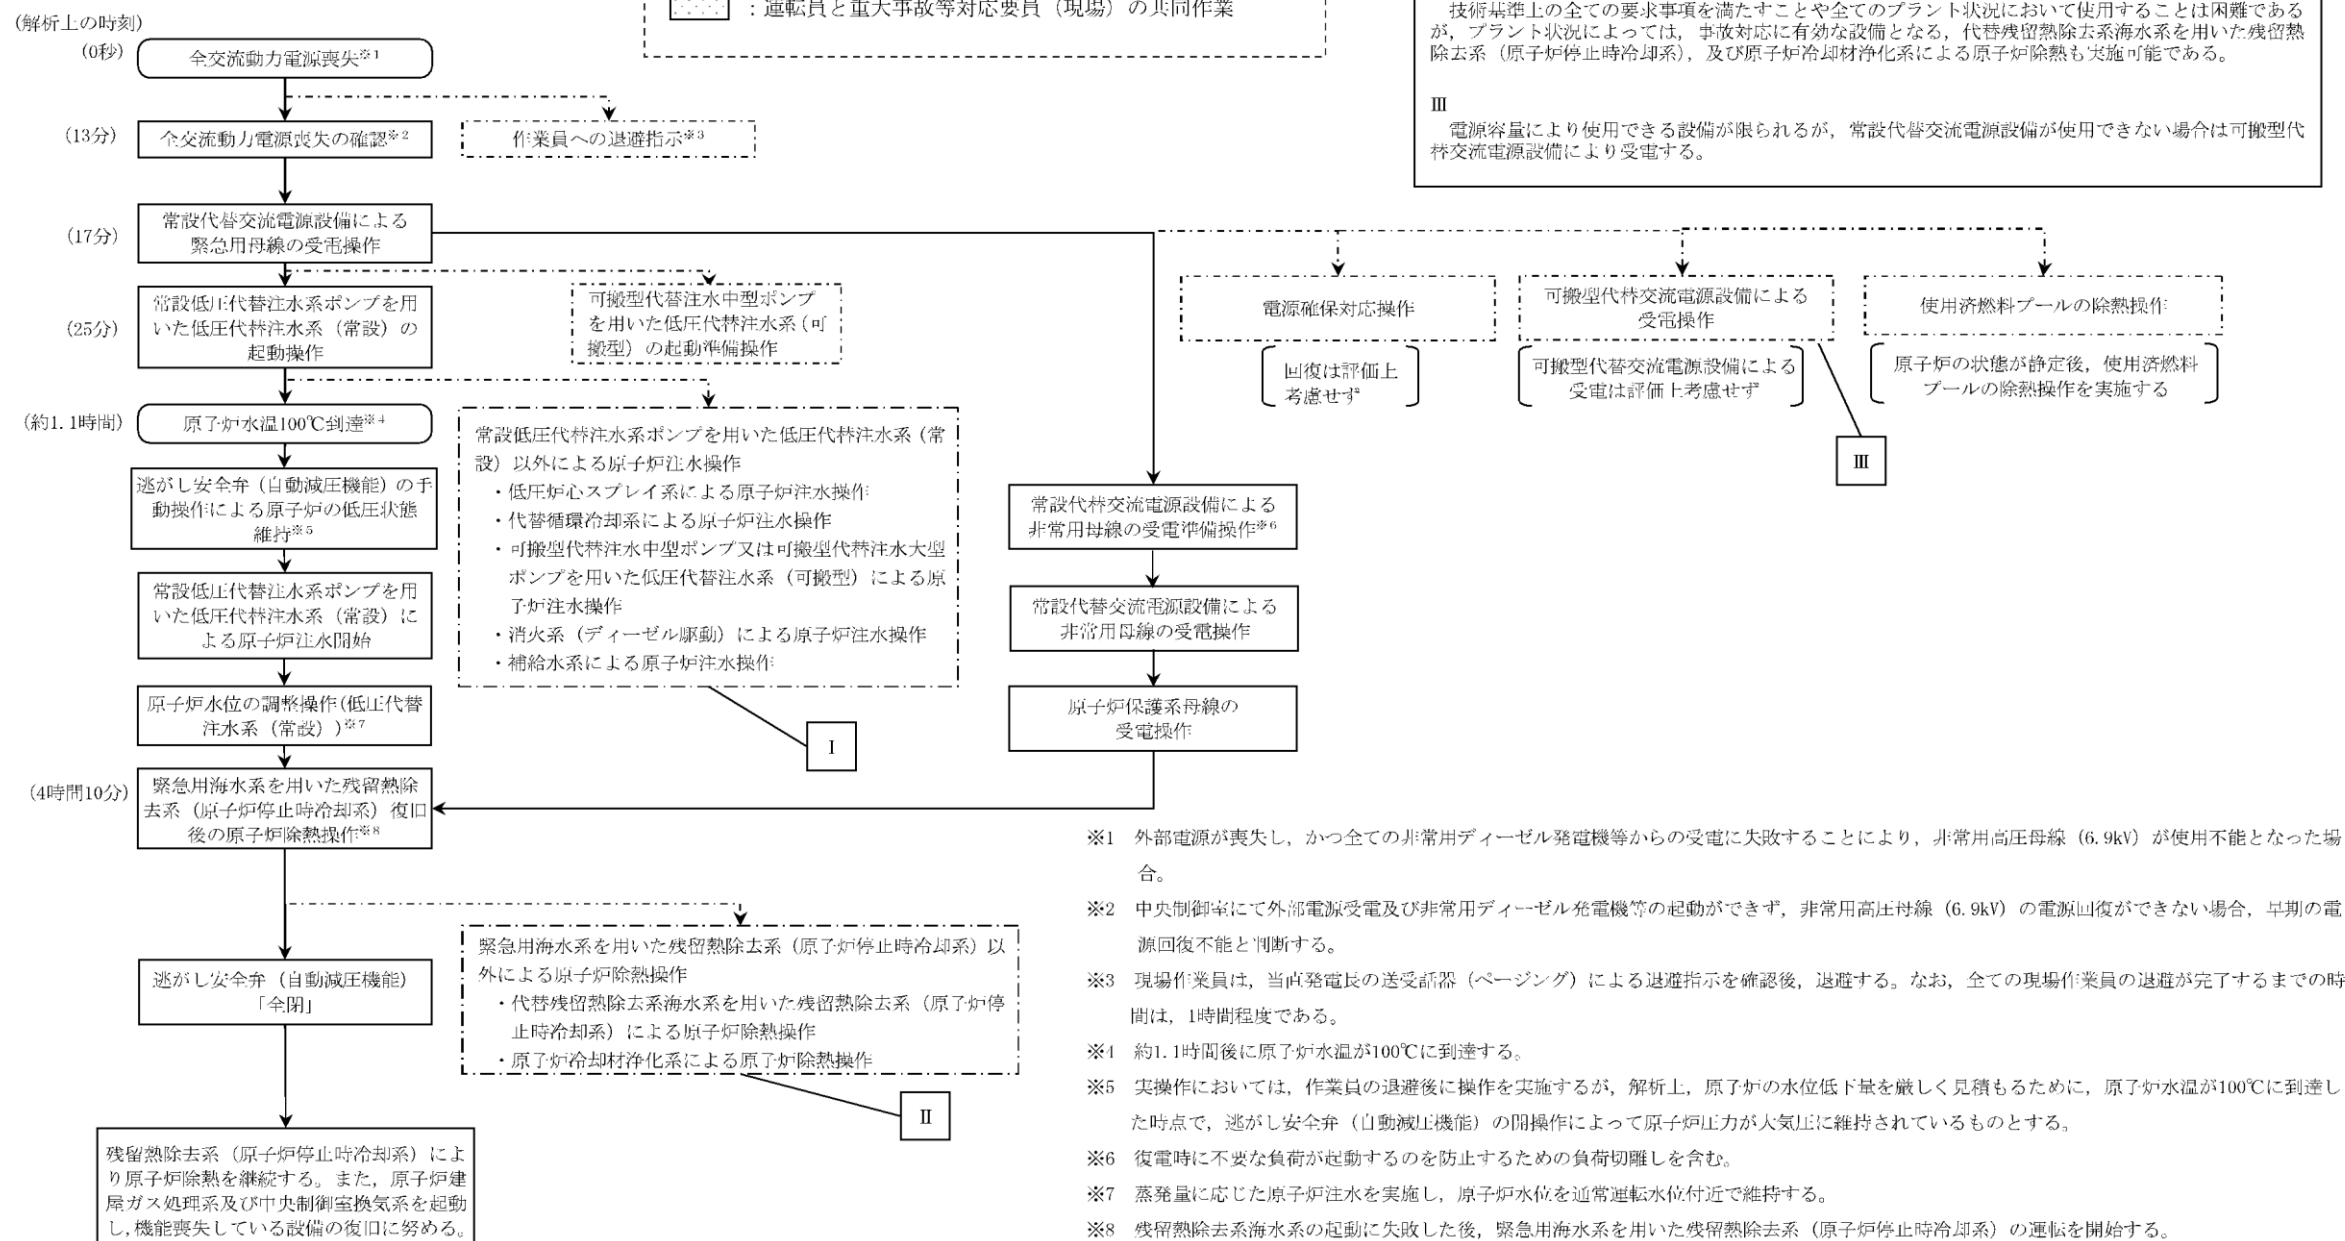 (解析上の時刻)
:運転員と重大事故等対応要員(現場)の共同作業
技術基準上の全ての要求事項を満たすことや全てのプラント状況において使用することは困難である
が,プラント状況によっては,事故対応に有効な設備となる,代替残留熱除去系海水系を用いた残留熱
除去系(原子炉停止時冷却系),及び原子炉冷却材浄化系による原子炉除熱も実施可能である。
Ⅲ
電源容量により使用できる設備が限られるが,常設代替交流電源設備が使用できない場合は可搬型代
替交流電源設備により受電する。
(0秒)
全交流動力電源喪失※1
(13分)
全交流動力電源喪失の確認※2
作業員への退避指示※3
(17分)
常設代替交流電源設備による
緊急用母線の受電操作
(25分)
常設低圧代替注水系ポンプを用
いた低圧代替注水系(常設)の
起動操作
可搬型代替注水中型ポンプ
を用いた低圧代替注水系(可
搬型)の起動準備操作
電源確保対応操作
回復は評価上
考慮せず
可搬型代替交流電源設備による
受電操作
可搬型代替交流電源設備による
受電は評価上考慮せず
使用済燃料プールの除熱操作
原子炉の状態が静定後,使用済燃料
プールの除熱操作を実施する
Ⅲ
(約1.1時間)
原子炉水温100℃到達※4
逃がし安全弁(自動減圧機能)の手
動操作による原子炉の低圧状態
維持※5
常設低圧代替注水系ポンプを用
いた低圧代替注水系(常設)に
よる原子炉注水開始
原子炉水位の調整操作(低圧代替
注水系(常設))※7
常設低圧代替注水系ポンプを用いた低圧代替注水系(常
設)以外による原子炉注水操作
・低圧炉心スプレイ系による原子炉注水操作
・代替循環冷却系による原子炉注水操作
・可搬型代替注水中型ポンプ又は可搬型代替注水大型
ポンプを用いた低圧代替注水系(可搬型)による原
子炉注水操作
・消火系(ディーゼル駆動)による原子炉注水操作
・補給水系による原子炉注水操作
Ⅰ
常設代替交流電源設備による
非常用母線の受電準備操作※6
常設代替交流電源設備による
非常用母線の受電操作
原子炉保護系母線の
受電操作
(4時間10分)
緊急用海水系を用いた残留熱除
去系(原子炉停止時冷却系)復旧
後の原子炉除熱操作※8
逃がし安全弁(自動減圧機能)
「全閉」
緊急用海水系を用いた残留熱除去系(原子炉停止時冷却系)以
外による原子炉除熱操作
・代替残留熱除去系海水系を用いた残留熱除去系(原子炉停
止時冷却系)による原子炉除熱操作
・原子炉冷却材浄化系による原子炉除熱操作
Ⅱ
残留熱除去系(原子炉停止時冷却系)によ
り原子炉除熱を継続する。また,原子炉建
屋ガス処理系及び中央制御室換気系を起動
し,機能喪失している設備の復旧に努める。
※1 外部電源が喪失し,かつ全ての非常用ディーゼル発電機等からの受電に失敗することにより,非常用高圧母線(6.9kV)が使用不能となった場
合。
※2 中央制御室にて外部電源受電及び非常用ディーゼル発電機等の起動ができず,非常用高圧母線(6.9kV)の電源回復ができない場合,早期の電
源回復不能と判断する。
※3 現場作業員は,当直発電長の送受話器(ページング)による退避指示を確認後,退避する。なお,全ての現場作業員の退避が完了するまでの時
間は,1時間程度である。
※4 約1.1時間後に原子炉水温が100℃に到達する。
※5 実操作においては,作業員の退避後に操作を実施するが,解析上,原子炉の水位低下量を厳しく見積もるために,原子炉水温が100℃に到達し
た時点で,逃がし安全弁(自動減圧機能)の開操作によって原子炉圧力が大気圧に維持されているものとする。
※6 復電時に不要な負荷が起動するのを防止するための負荷切離しを含む。
※7 蒸発量に応じた原子炉注水を実施し,原子炉水位を通常運転水位付近で維持する。
※8 残留熱除去系海水系の起動に失敗した後,緊急用海水系を用いた残留熱除去系(原子炉停止時冷却系)の運転を開始する。